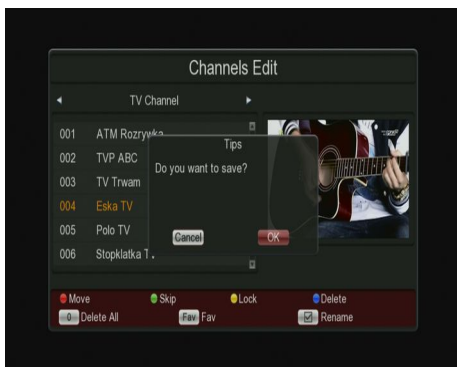 Channels Edit
TV Channel
001 ATM Rozrywka
002 TVP ABC
003 TV Trwam
004 Eska TV
005 Polo TV
006 Stopklatka T
Tips
Do you want to save?
Cancel OK
Move Skip Lock Delete
0 Delete All Fav Fav Rename